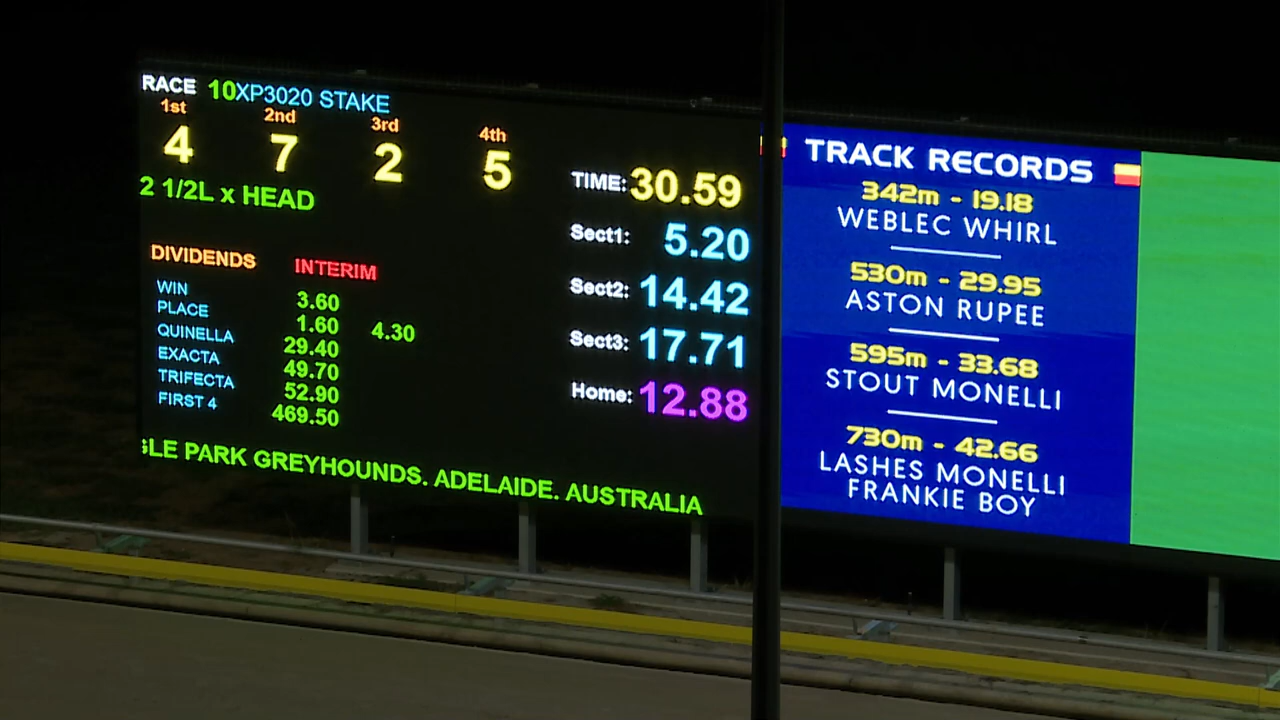 RACE 10XP3020 STAKE
1st 2nd 3rd 4th
4 7 2 5
2 1/2L x HEAD
TIME: 30.59
Sect1: 5.20
Sect2: 14.42
Sect3: 17.71
Home: 12.88
DIVIDENDS INTERIM
WIN 3.60
PLACE 1.60 4.30
QUINELLA 29.40
EXACTA 49.70
TRIFECTA 52.90
FIRST 4 469.50
GLE PARK GREYHOUNDS. ADELAIDE. AUSTRALIA
TRACK RECORDS
342m - 19.18
WEBLEC WHIRL
530m - 29.95
ASTON RUPEE
595m - 33.68
STOUT MONELLI
730m - 42.66
LASHES MONELLI
FRANKIE BOY